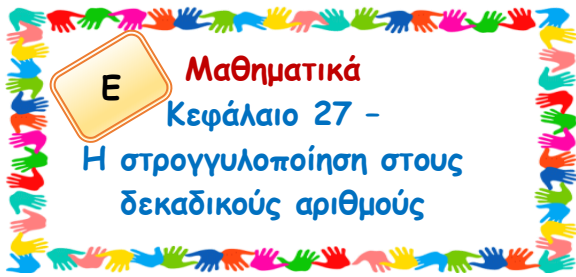 Ε
Μαθηματικά
Κεφάλαιο 27 –
Η στρογγυλοποίηση στους
δεκαδικούς αριθμούς